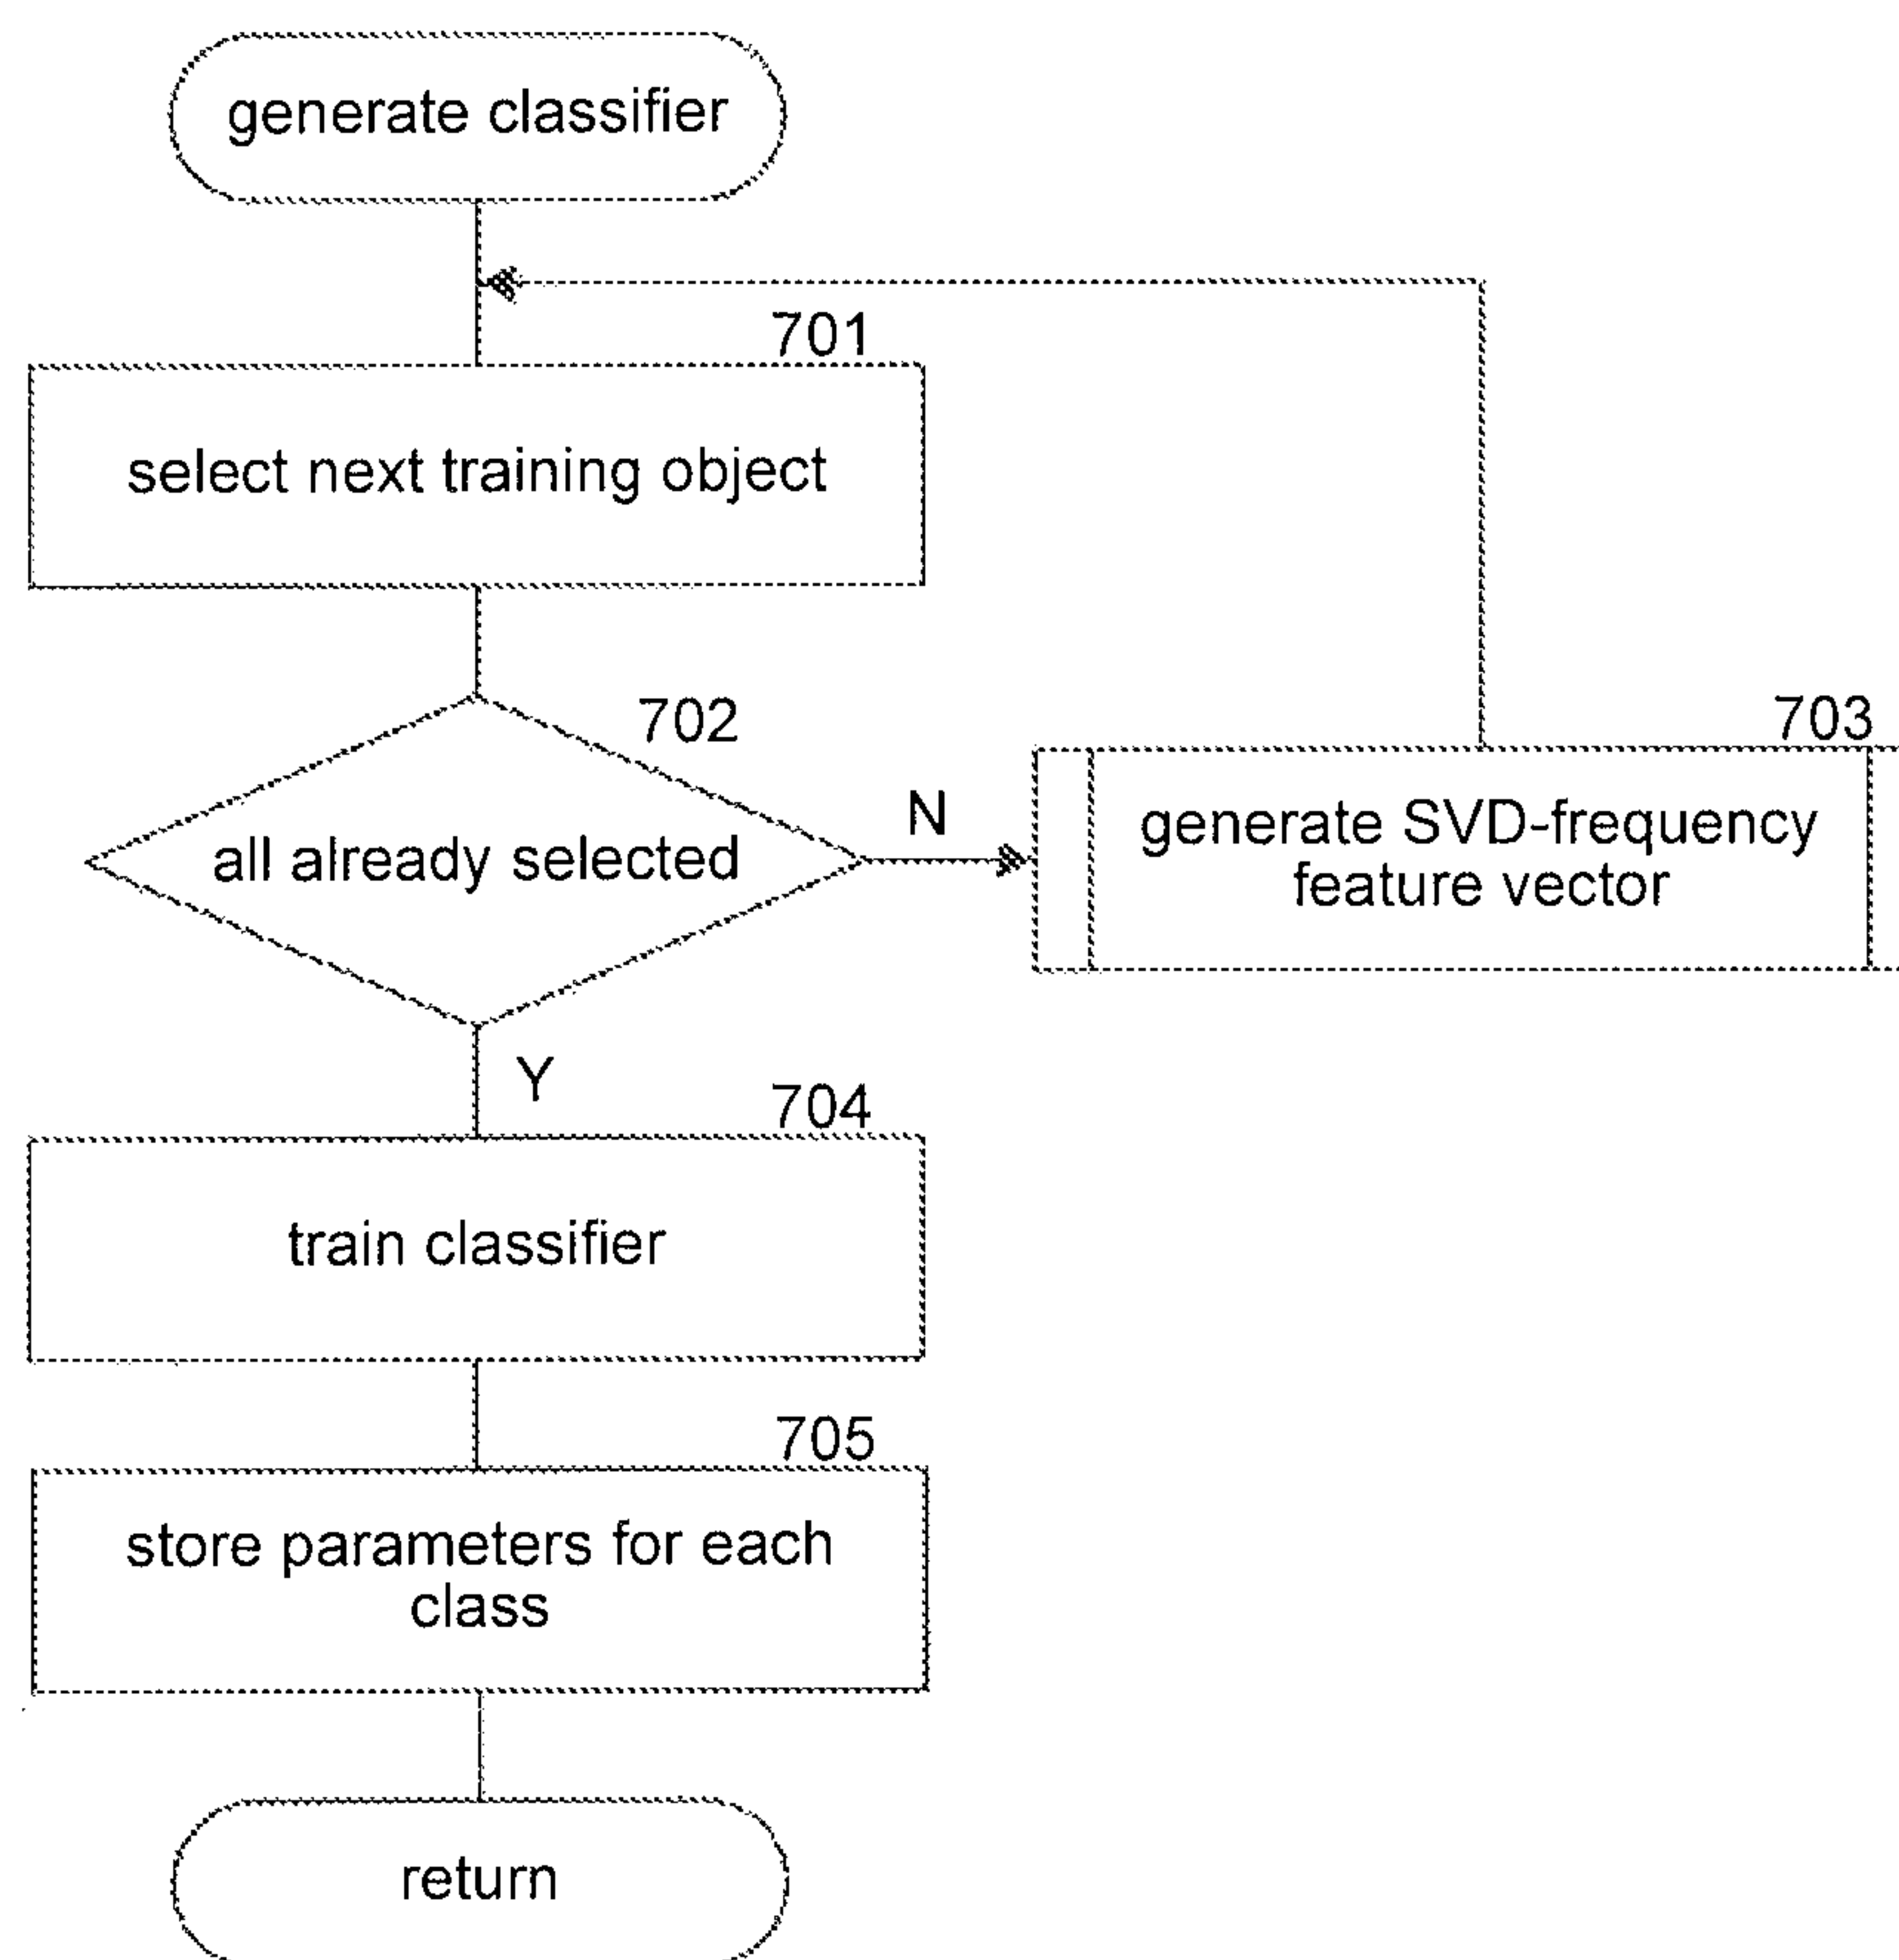 generate classifier
701
select next training object
702
all already selected
N
703
generate SVD-frequency
feature vector
Y
704
train classifier
705
store parameters for each
class
return